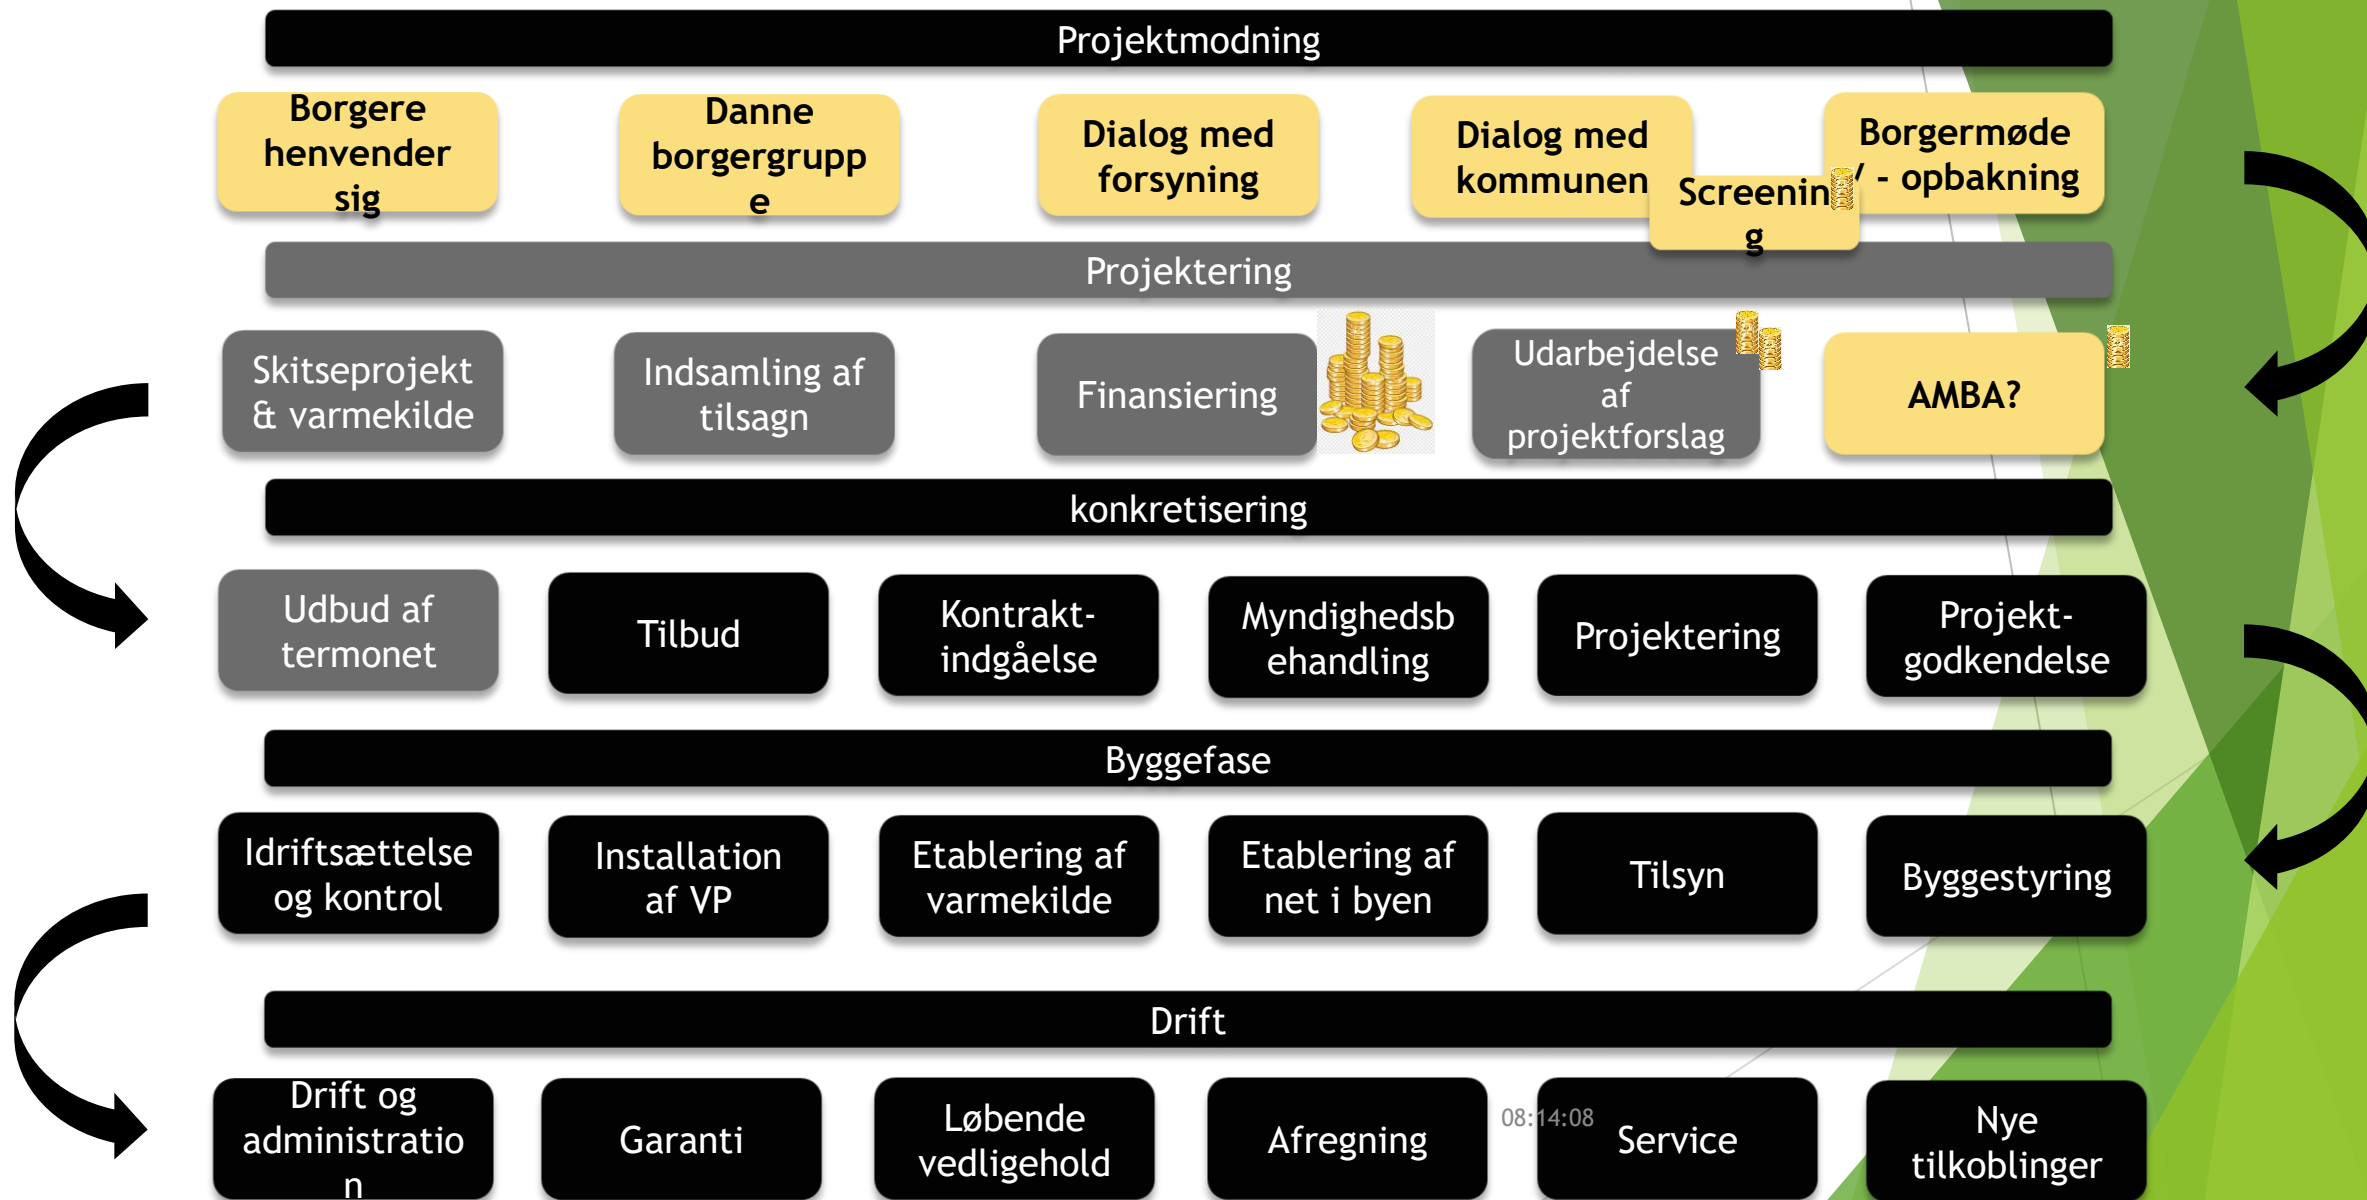 Projektmodning
Borgere
henvender
sig
Danne
borgergrupp
e
Dialog med
forsyning
Dialog med
kommunen
Screenin
g
Borgermøde
/ - opbakning
Projektering
Skitseprojekt
& varmekilde
Indsamling af
tilsagn
Finansiering
Udarbejdelse
af
projektforslag
AMBA?
konkretisering
Udbud af
termonet
Tilbud
Kontrakt-
indgåelse
Myndighedsb
ehandling
Projektering
Projekt-
godkendelse
Byggefase
Idriftsættelse
og kontrol
Installation
af VP
Etablering af
varmekilde
Etablering af
net i byen
Tilsyn
Byggestyring
Drift
Drift og
administratio
n
Garanti
Løbende
vedligehold
Afregning
08:14:08
Service
Nye
tilkoblinger